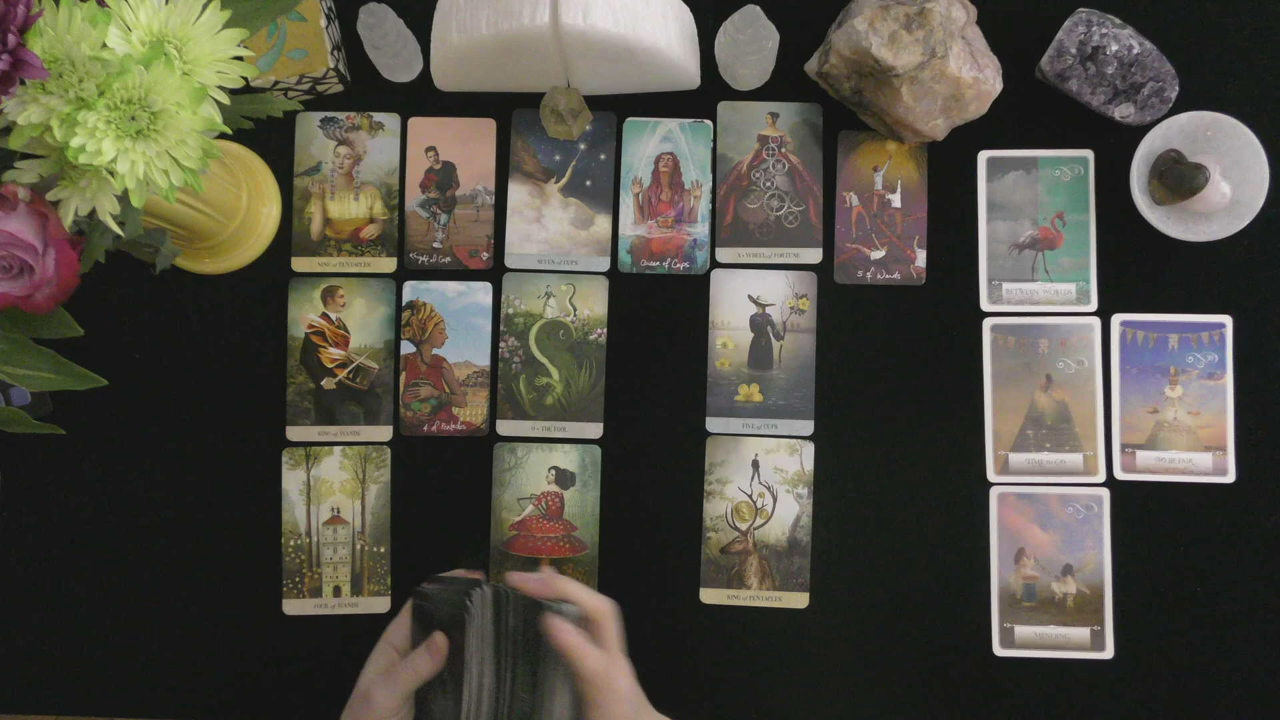 NINE of PENTACLES
Knight of Cups
SEVEN of CUPS
Queen of Cups
X • WHEEL of FORTUNE
5 of Wands
BETWEEN WORLDS
KING of WANDS
4 of Pentacles
0 • THE FOOL
FIVE of CUPS
TIME to GO
FOUR of WANDS
KING of PENTACLES
MENDING